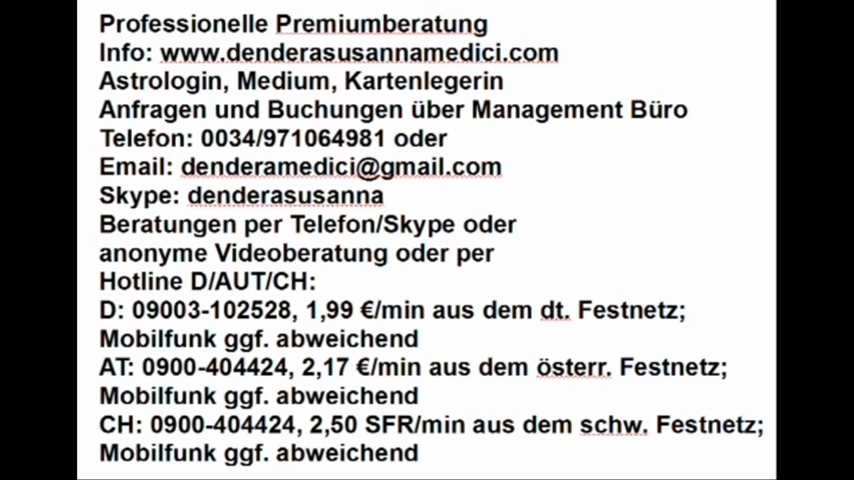 Professionelle Premiumberatung
Info: www.denderasusannamedici.com
Astrologin, Medium, Kartenlegerin
Anfragen und Buchungen über Management Büro
Telefon: 0034/971064981 oder
Email: denderamedici@gmail.com
Skype: denderasusanna
Beratungen per Telefon/Skype oder
anonyme Videoberatung oder per
Hotline D/AUT/CH:
D: 09003-102528, 1,99 €/min aus dem dt. Festnetz;
Mobilfunk ggf. abweichend
AT: 0900-404424, 2,17 €/min aus dem österr. Festnetz;
Mobilfunk ggf. abweichend
CH: 0900-404424, 2,50 SFR/min aus dem schw. Festnetz;
Mobilfunk ggf. abweichend